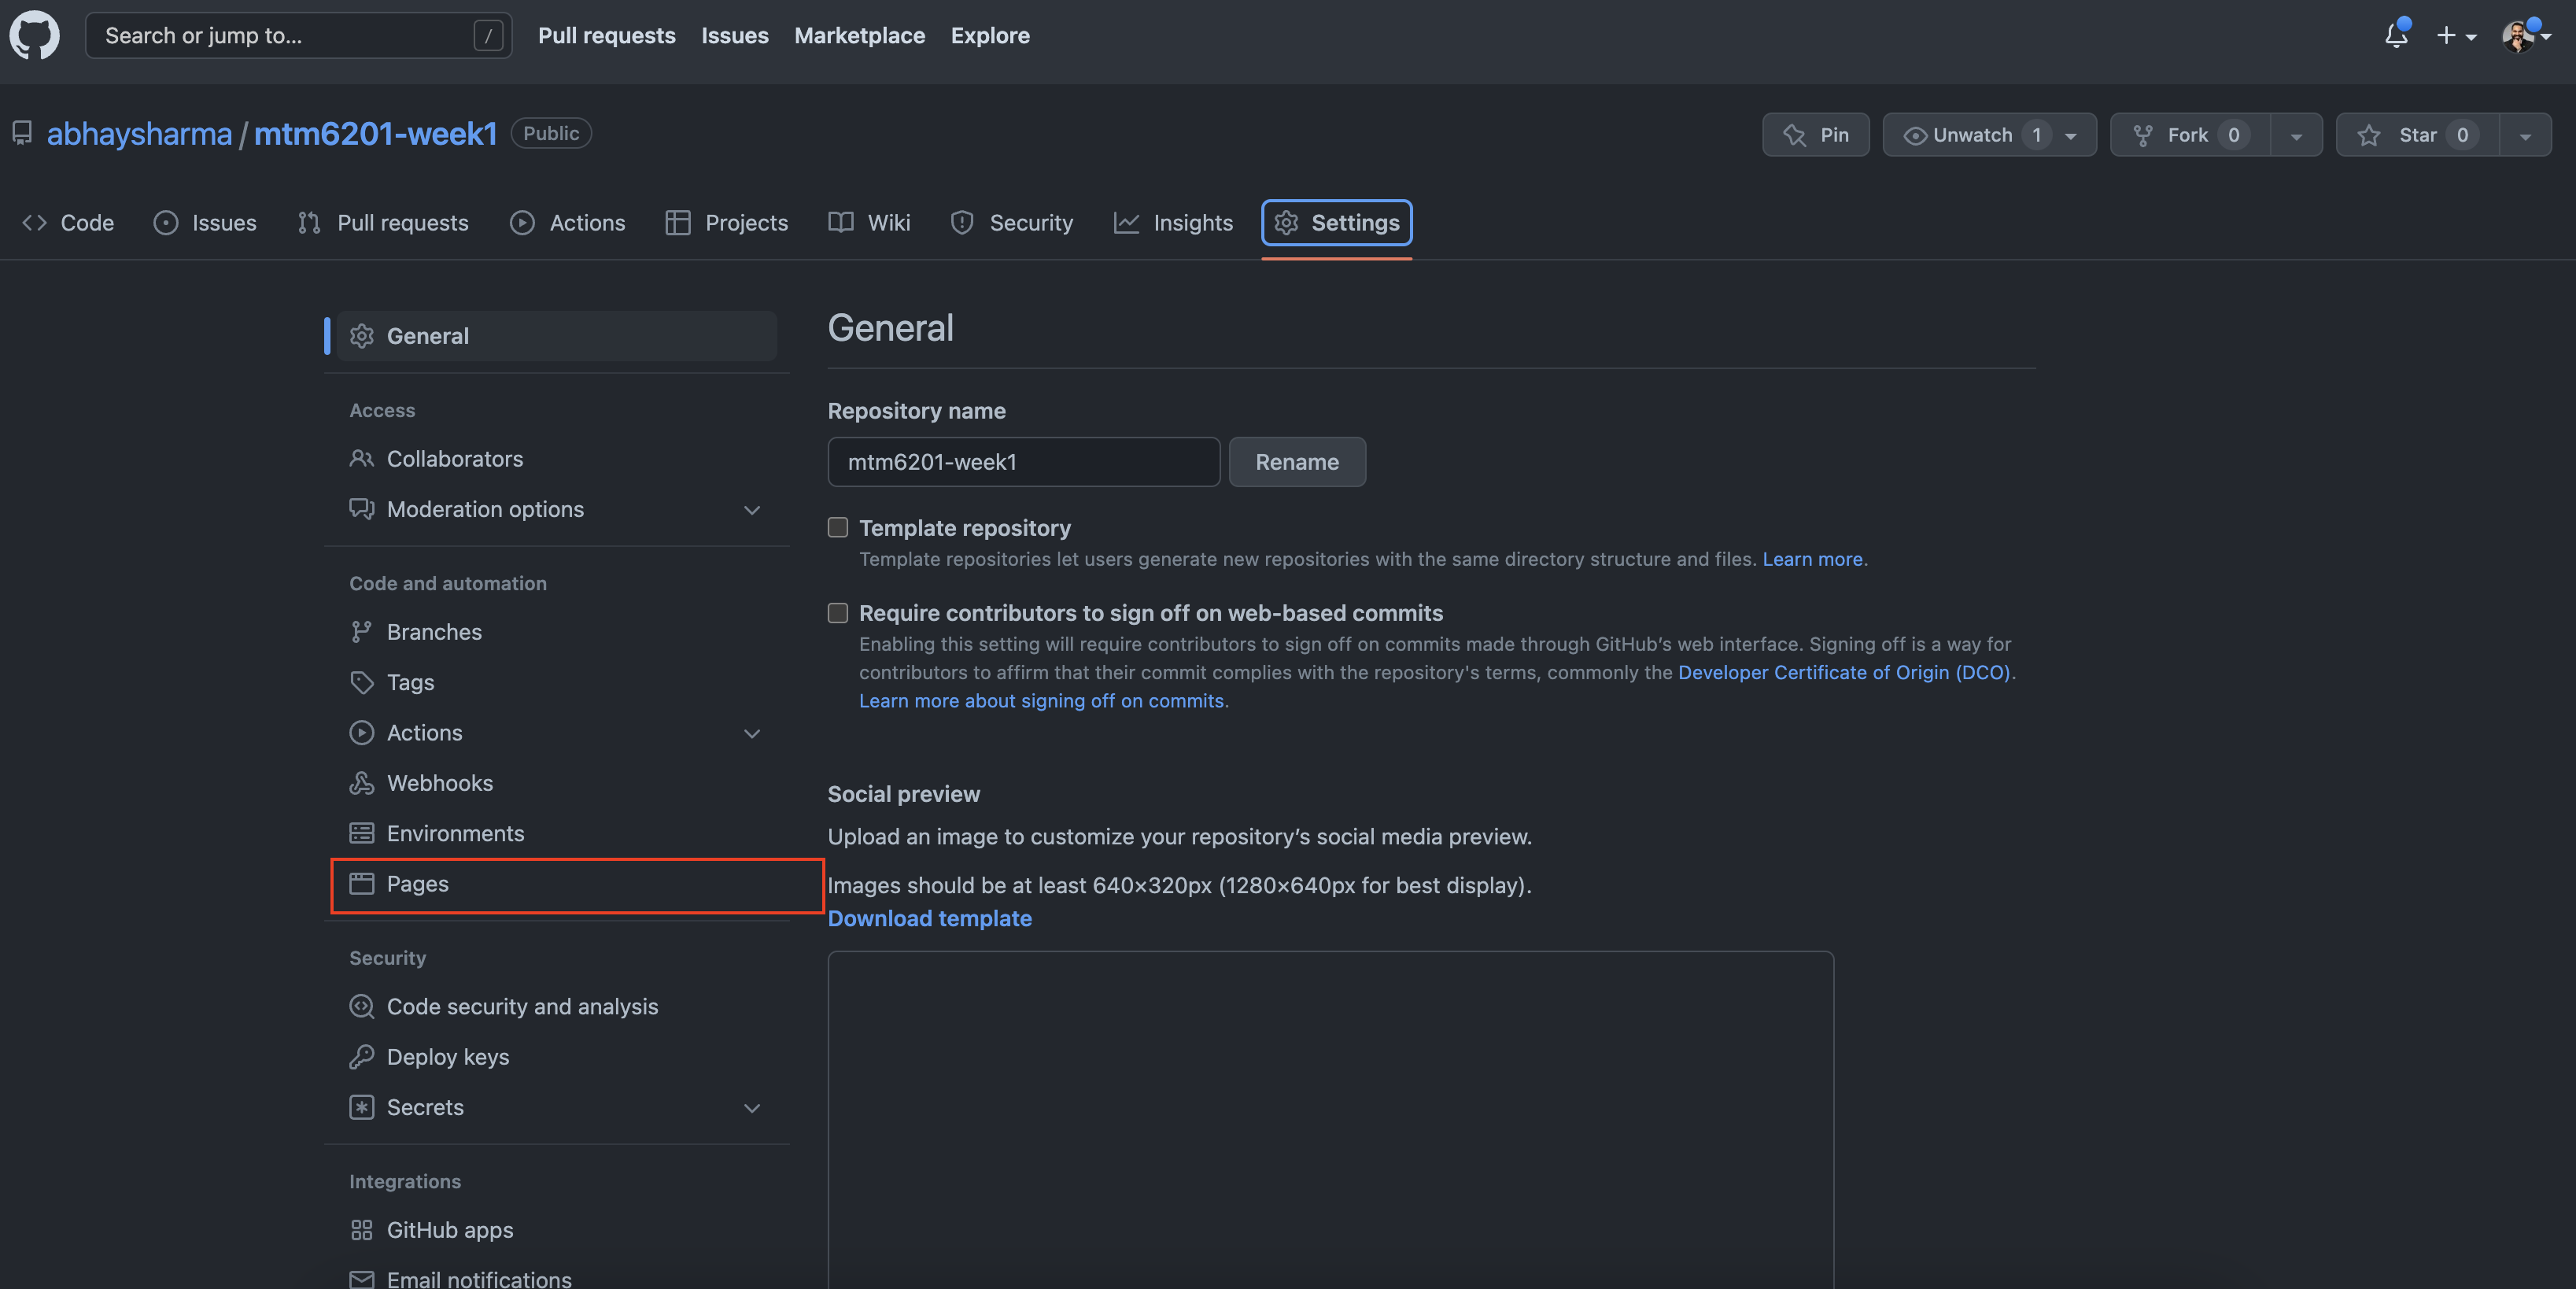 Search or jump to... /
Pull requests
Issues
Marketplace
Explore
abhaysharma / mtm6201-week1 Public
Pin
Unwatch 1
Fork 0
Star 0
Code
Issues
Pull requests
Actions
Projects
Wiki
Security
Insights
Settings
General
Access
Collaborators
Moderation options
Code and automation
Branches
Tags
Actions
Webhooks
Environments
Pages
Security
Code security and analysis
Deploy keys
Secrets
Integrations
GitHub apps
Email notifications
General
Repository name
mtm6201-week1
Rename
Template repository
Template repositories let users generate new repositories with the same directory structure and files. Learn more.
Require contributors to sign off on web-based commits
Enabling this setting will require contributors to sign off on commits made through GitHub’s web interface. Signing off is a way for
contributors to affirm that their commit complies with the repository's terms, commonly the Developer Certificate of Origin (DCO).
Learn more about signing off on commits.
Social preview
Upload an image to customize your repository’s social media preview.
Images should be at least 640×320px (1280×640px for best display).
Download template